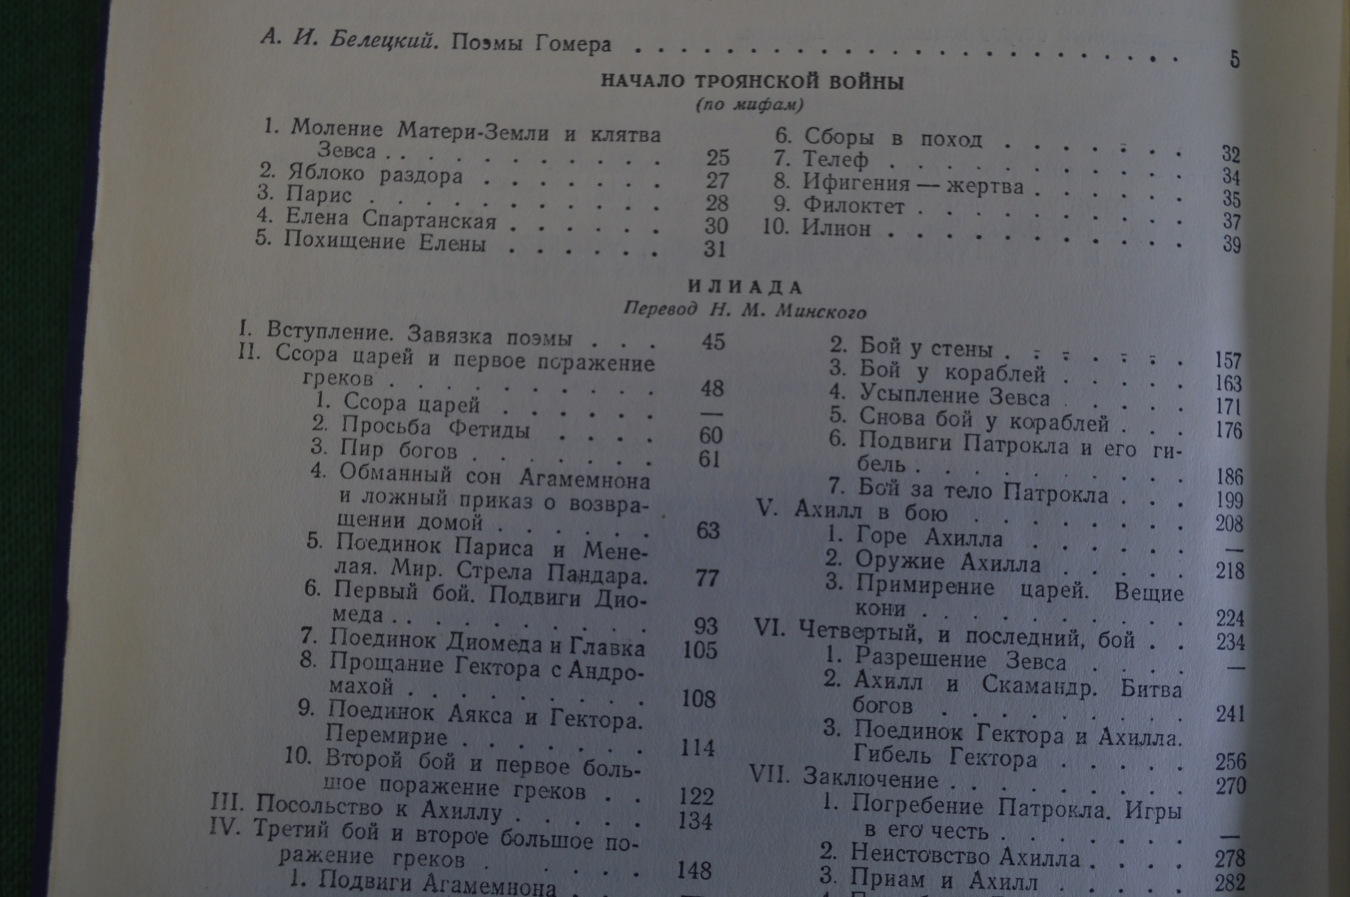 А. И. Белецкий. Поэмы Гомера . . . . . . . . . . . . . . . . . . . 5
НАЧАЛО ТРОЯНСКОЙ ВОЙНЫ
(по мифам)
1. Моление Матери-Земли и клятва
Зевса . . . . . . . . . . 25
2. Яблоко раздора . . . . . . . 27
3. Парис . . . . . . . . . . . 28
4. Елена Спартанская . . . . . . 30
5. Похищение Елены . . . . . . 31
6. Сборы в поход . . . . . . . 32
7. Телеф . . . . . . . . . . . 34
8. Ифигения — жертва . . . . . . 35
9. Филоктет . . . . . . . . . . 37
10. Илион . . . . . . . . . . . 39
ИЛИАДА
Перевод Н. М. Минского
I. Вступление. Завязка поэмы . . . 45
II. Ссора царей и первое поражение
греков . . . . . . . . . . 48
1. Ссора царей . . . . . . —
2. Просьба Фетиды . . . . 60
3. Пир богов . . . . . . . 61
4. Обманный сон Агамемнона
и ложный приказ о возвра-
щении домой . . . . . . 63
5. Поединок Париса и Мене-
лая. Мир. Стрела Пандара. 77
6. Первый бой. Подвиги Дио-
меда . . . . . . . . . . 93
7. Поединок Диомеда и Главка 105
8. Прощание Гектора с Андро-
махой . . . . . . . . . 108
9. Поединок Аякса и Гектора.
Перемирие . . . . . . . 114
10. Второй бой и первое боль-
шое поражение греков . . 122
III. Посольство к Ахиллу . . . . . 134
IV. Третий бой и второе большое по-
ражение греков . . . . . . 148
1. Подвиги Агамемнона . . .
2. Бой у стены . . . . . . . 157
3. Бой у кораблей . . . . . 163
4. Усыпление Зевса . . . . . 171
5. Снова бой у кораблей . . . 176
6. Подвиги Патрокла и его ги-
бель . . . . . . . . . . 186
7. Бой за тело Патрокла . . . 199
V. Ахилл в бою . . . . . . . . 208
1. Горе Ахилла . . . . . . —
2. Оружие Ахилла . . . . . 218
3. Примирение царей. Вещие
кони . . . . . . . . . . 224
VI. Четвертый, и последний, бой . . 234
1. Разрешение Зевса . . . . —
2. Ахилл и Скамандр. Битва
богов . . . . . . . . . 241
3. Поединок Гектора и Ахилла.
Гибель Гектора . . . . . 256
VII. Заключение . . . . . . . . . 270
1. Погребение Патрокла. Игры
в его честь . . . . . . . —
2. Неистовство Ахилла . . . . 278
3. Приам и Ахилл . . . . . 282